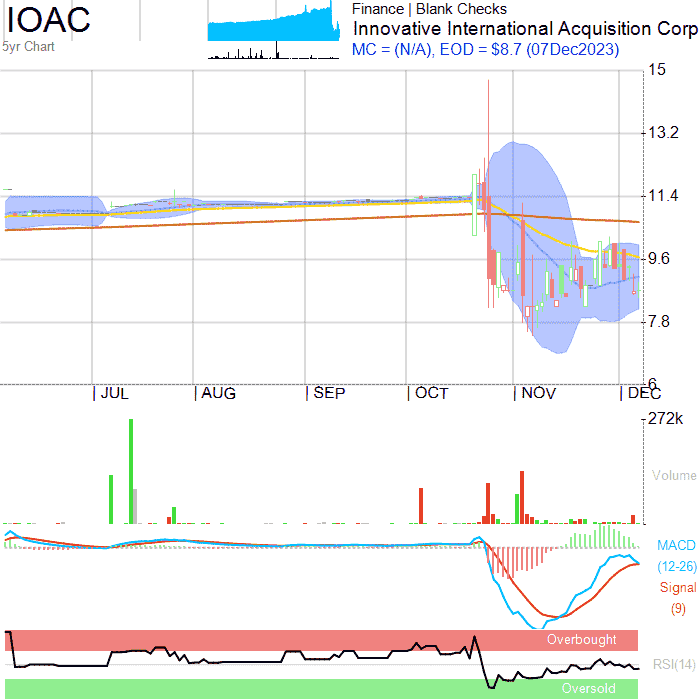 IOAC
5yr Chart
Finance | Blank Checks
Innovative International Acquisition Corp
MC = (N/A), EOD = $8.7 (07Dec2023)
15
13.2
11.4
9.6
7.8
6
JUL AUG SEP OCT NOV DEC
272k
Volume
MACD
(12-26)
Signal
(9)
Overbought
RSI(14)
Oversold